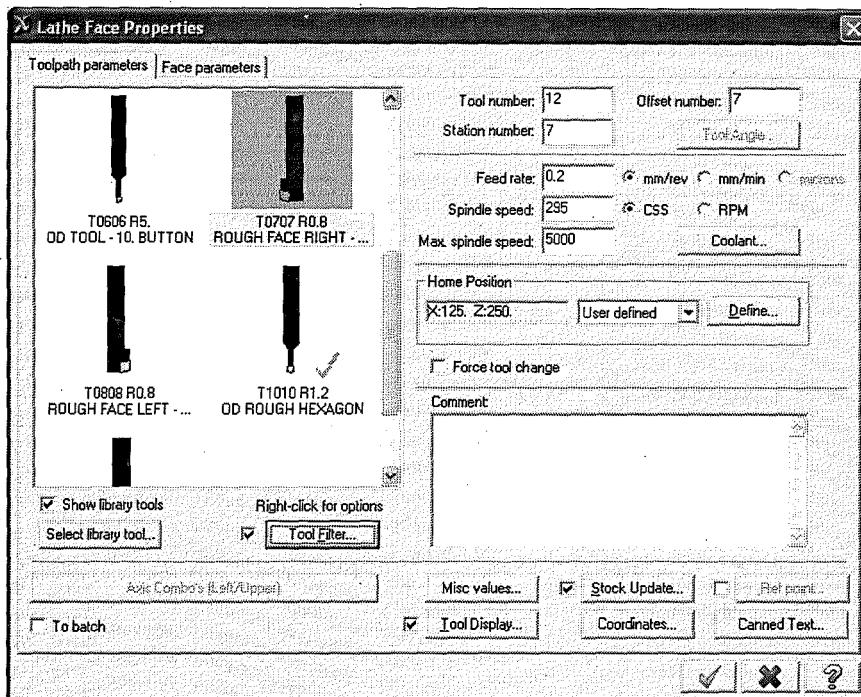 Lathe Face Properties
Toolpath parameters
Face parameters
T0606 R5.
OD TOOL - 10. BUTTON
T0707 R0.8
ROUGH FACE RIGHT - ...
T0808 R0.8
ROUGH FACE LEFT - ...
T1010 R1.2
OD ROUGH HEXAGON
Show library tools
Right-click for options
Select library tool...
Tool Filter...
Axis Combo's (Left/Upper)
To batch
Tool number: 12
Offset number: 7
Station number: 7
Tool Angle...
Feed rate: 0.2
mm/rev
mm/min
microns
Spindle speed: 295
CSS
RPM
Max. spindle speed: 5000
Coolant...
Home Position
X:125. Z:250.
User defined
Define...
Force tool change
Comment:
Misc values...
Stock Update...
Ref point...
Tool Display...
Coordinates...
Canned Text...